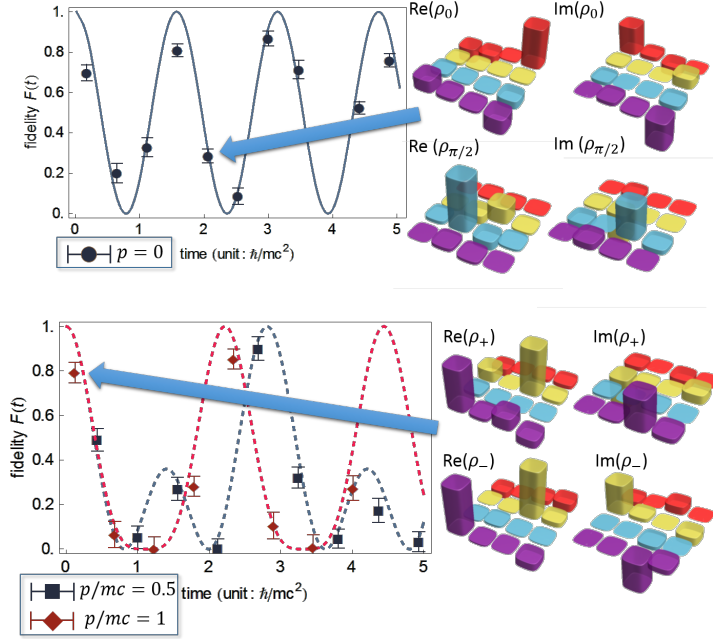 Re(ρ₀) Im(ρ₀)
fidelity F(t)
1.
0.8
0.6
0.4
0.2
0.
0 1 2 3 4 5
time (unit: ℏ/mc²)
p = 0
Re (ρπ/2) Im (ρπ/2)
fidelity F(t)
1.
0.8
0.6
0.4
0.2
0.
0 1 2 3 4 5
time (unit: ℏ/mc²)
p/mc = 0.5
p/mc = 1
Re(ρ₊) Im(ρ₊)
Re(ρ₋) Im(ρ₋)